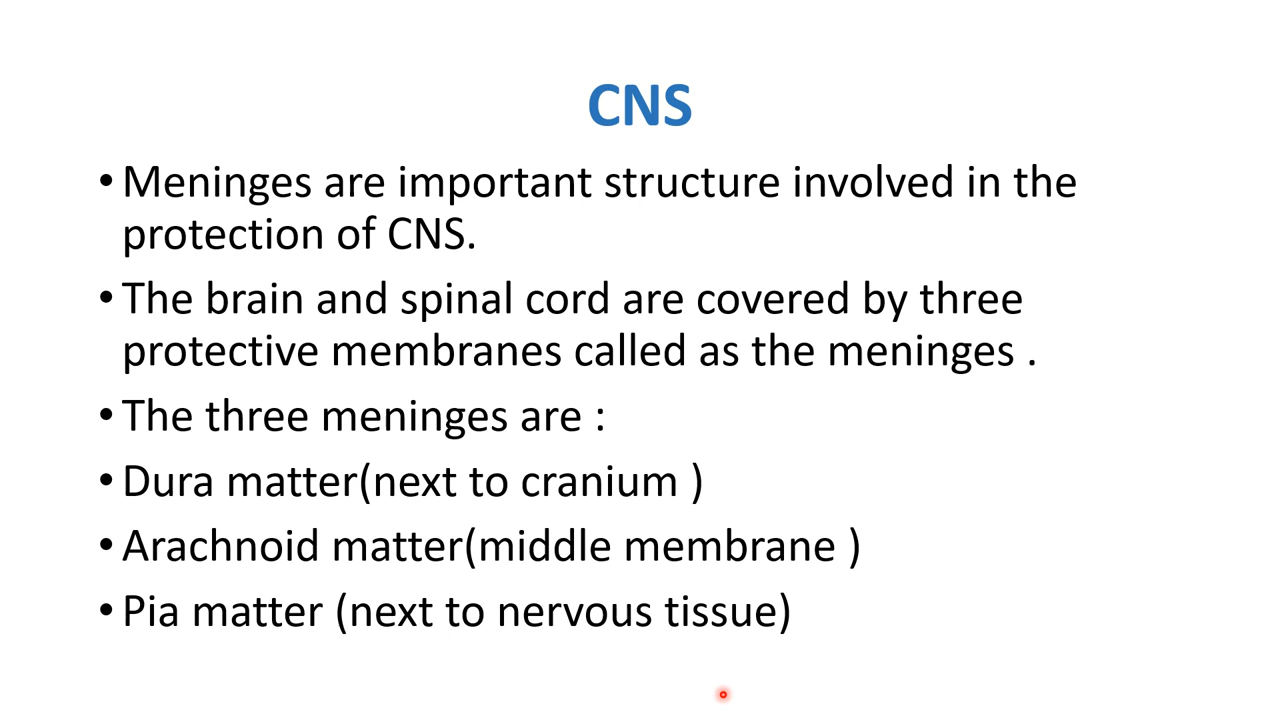 CNS
• Meninges are important structure involved in the
protection of CNS.
• The brain and spinal cord are covered by three
protective membranes called as the meninges .
• The three meninges are :
• Dura matter(next to cranium )
• Arachnoid matter(middle membrane )
• Pia matter (next to nervous tissue)